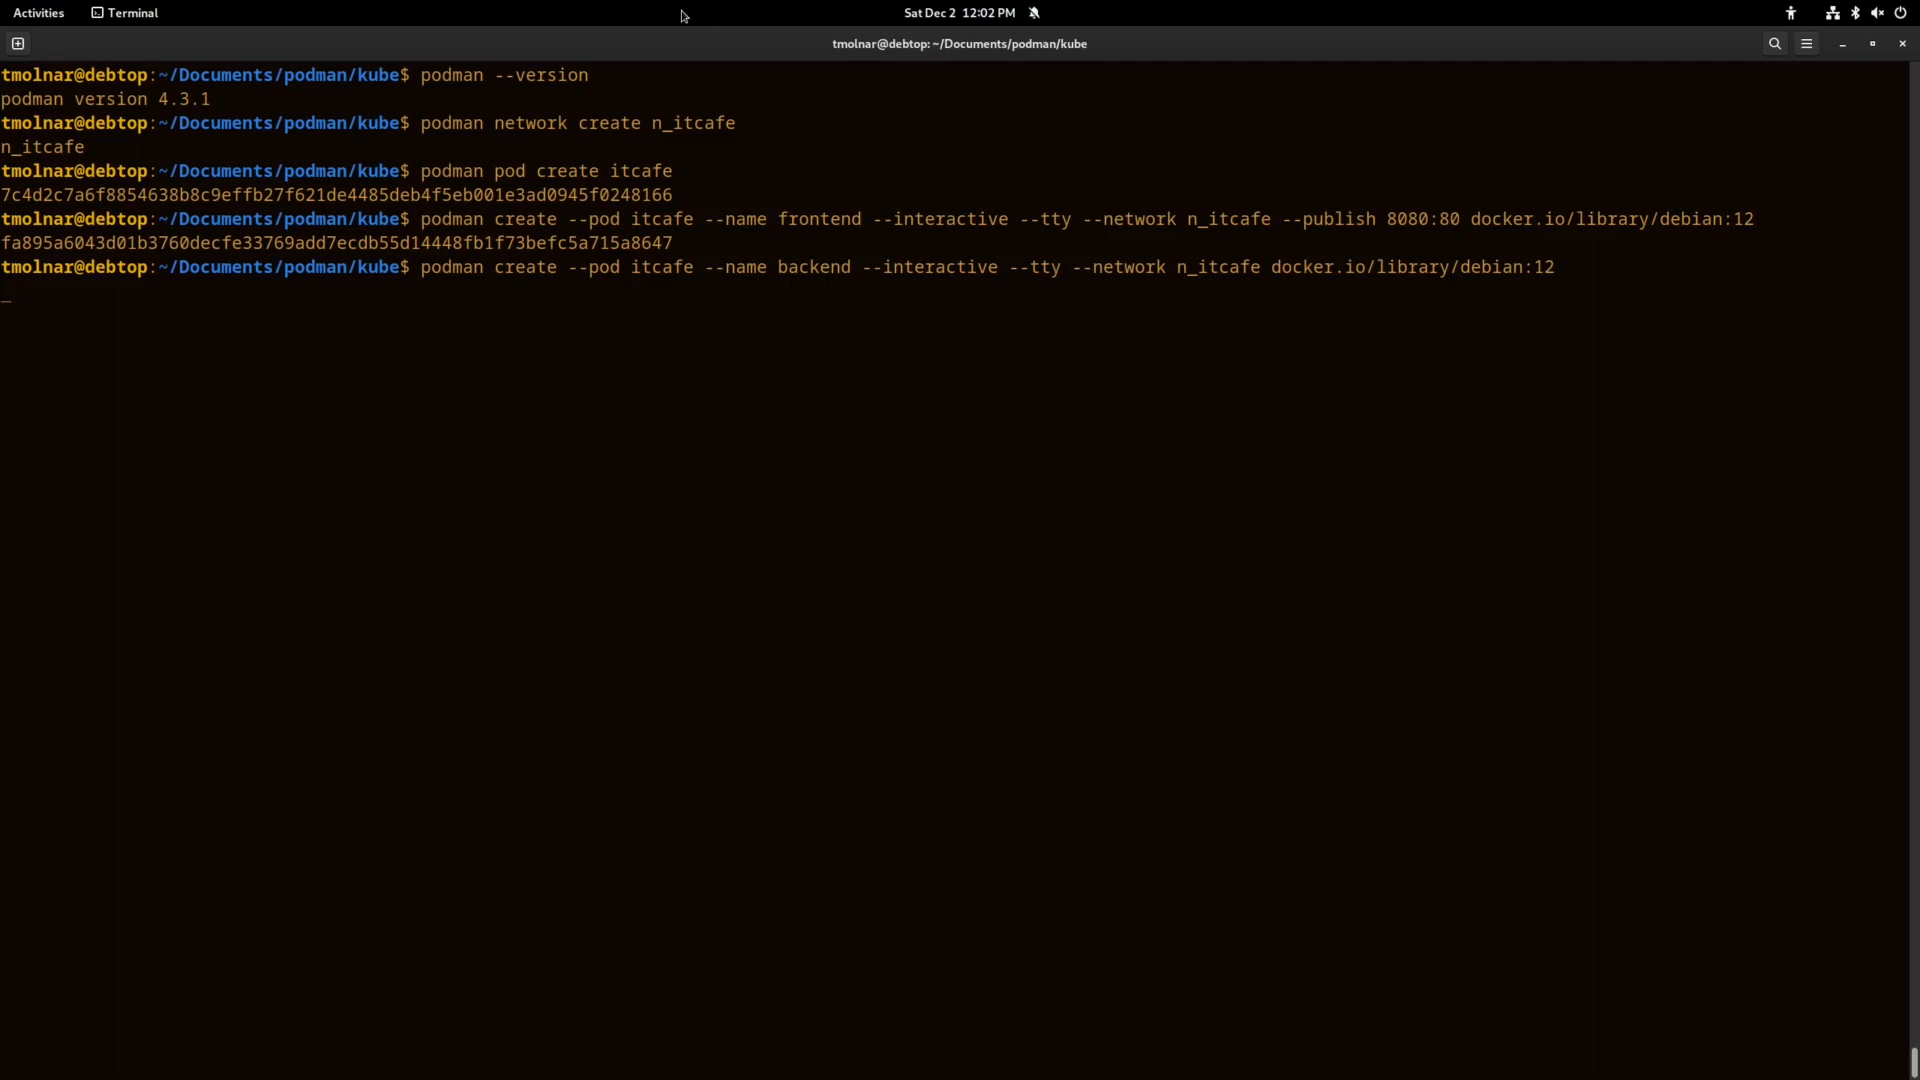 Activities Terminal Sat Dec 2 12:02 PM
tmolnar@debtop: ~/Documents/podman/kube
tmolnar@debtop:~/Documents/podman/kube$ podman --version
podman version 4.3.1
tmolnar@debtop:~/Documents/podman/kube$ podman network create n_itcafe
n_itcafe
tmolnar@debtop:~/Documents/podman/kube$ podman pod create itcafe
7c4d2c7a6f8854638b8c9effb27f621de4485deb4f5eb001e3ad0945f0248166
tmolnar@debtop:~/Documents/podman/kube$ podman create --pod itcafe --name frontend --interactive --tty --network n_itcafe --publish 8080:80 docker.io/library/debian:12
fa895a6043d01b3760decfe33769add7ecdb55d14448fb1f73befc5a715a8647
tmolnar@debtop:~/Documents/podman/kube$ podman create --pod itcafe --name backend --interactive --tty --network n_itcafe docker.io/library/debian:12